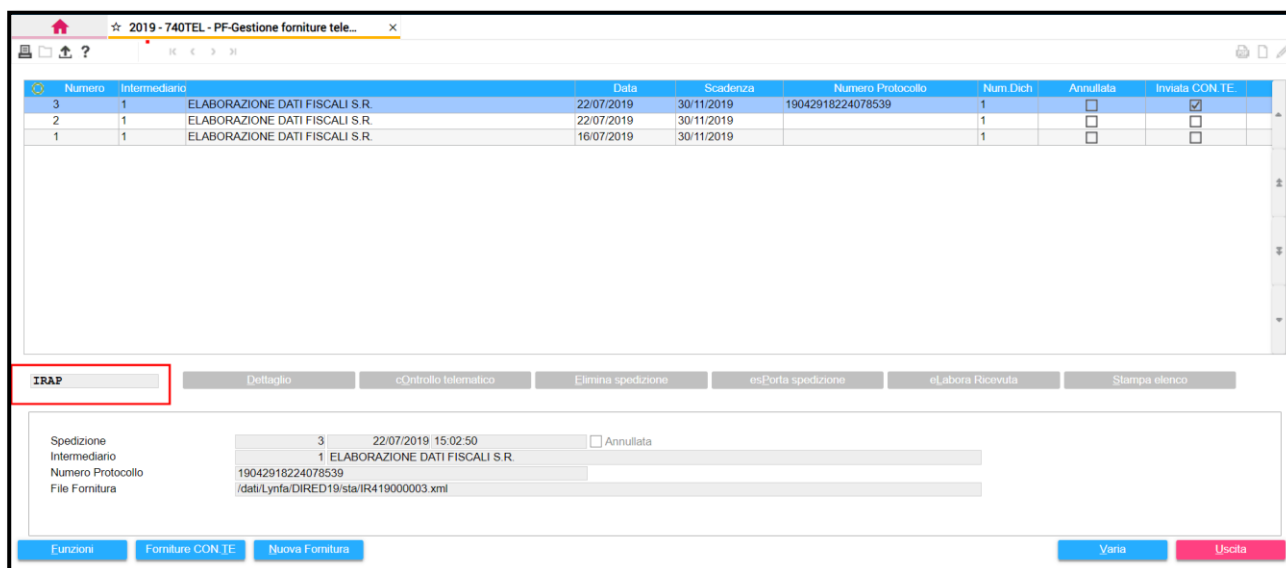 2019 - 740TEL - PF-Gestione forniture tele...
Numero Intermediario Data Scadenza Numero Protocollo Num.Dich Annullata Inviata CON.TE.
3 1 ELABORAZIONE DATI FISCALI S.R. 22/07/2019 30/11/2019 19042918224078539 1
2 1 ELABORAZIONE DATI FISCALI S.R. 22/07/2019 30/11/2019 1
1 1 ELABORAZIONE DATI FISCALI S.R. 16/07/2019 30/11/2019 1
IRAP Dettaglio cOntrollo telematico Elimina spedizione esPorta spedizione eLabora Ricevuta Stampa elenco
Spedizione 3 22/07/2019 15:02:50 Annullata
Intermediario 1 ELABORAZIONE DATI FISCALI S.R.
Numero Protocollo 19042918224078539
File Fornitura /dati/Lynfa/DIRED19/sta/IR419000003.xml
Funzioni Forniture CON.TE Nuova Fornitura Varia Uscita